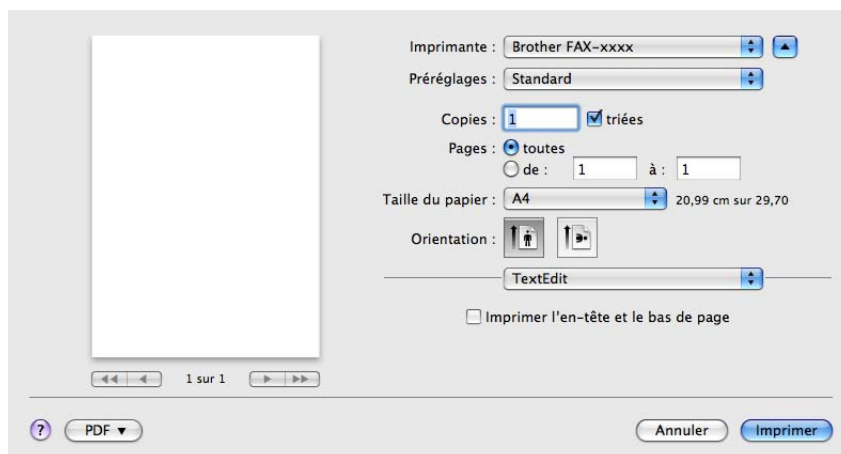 Imprimante : Brother FAX-xxxx
Préréglages : Standard
Copies : 1 triées
Pages : toutes
de : 1 à : 1
Taille du papier : A4 20,99 cm sur 29,70
Orientation :
TextEdit
Imprimer l'en-tête et le bas de page
1 sur 1
? PDF Annuler Imprimer